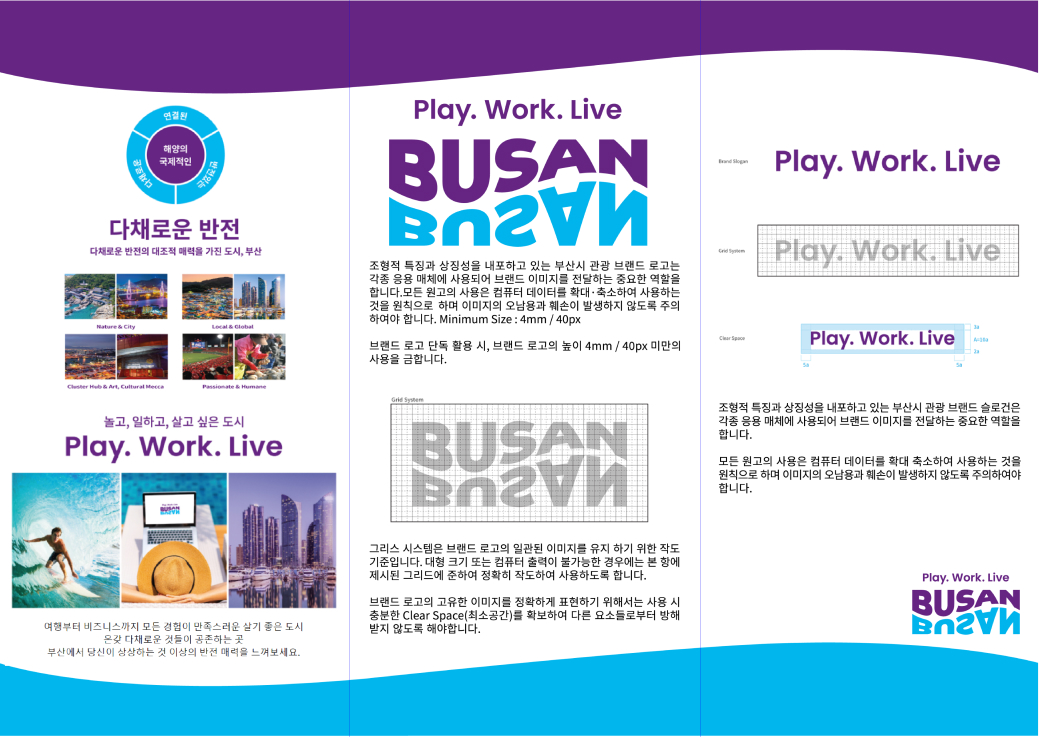 연결된
해양의
국제적인
다채로운
반전있는
다채로운 반전
다채로운 반전의 대조적 매력을 가진 도시, 부산
Nature & City
Local & Global
Cluster Hub & Art, Cultural Mecca
Passionate & Humane
놀고, 일하고, 살고 싶은 도시
Play. Work. Live
BUSAN
여행부터 비즈니스까지 모든 경험이 만족스러운 살기 좋은 도시
온갖 다채로운 것들이 공존하는 곳
부산에서 당신이 상상하는 것 이상의 반전 매력을 느껴보세요.
Play. Work. Live
BUSAN
BUSAN
조형적 특징과 상징성을 내포하고 있는 부산시 관광 브랜드 로고는
각종 응용 매체에 사용되어 브랜드 이미지를 전달하는 중요한 역할을
합니다.모든 원고의 사용은 컴퓨터 데이터를 확대·축소하여 사용하는
것을 원칙으로 하며 이미지의 오남용과 훼손이 발생하지 않도록 주의
하여야 합니다. Minimum Size : 4mm / 40px
브랜드 로고 단독 활용 시, 브랜드 로고의 높이 4mm / 40px 미만의
사용을 금합니다.
Grid System
BUSAN
BUSAN
그리스 시스템은 브랜드 로고의 일관된 이미지를 유지 하기 위한 작도
기준입니다. 대형 크기 또는 컴퓨터 출력이 불가능한 경우에는 본 항에
제시된 그리드에 준하여 정확히 작도하여 사용하도록 합니다.
브랜드 로고의 고유한 이미지를 정확하게 표현하기 위해서는 사용 시
충분한 Clear Space(최소공간)를 확보하여 다른 요소들로부터 방해
받지 않도록 해야합니다.
Brand Slogan
Play. Work. Live
Grid System
Play. Work. Live
Clear Space
Play. Work. Live
3a
A=10a
3a
5a
5a
조형적 특징과 상징성을 내포하고 있는 부산시 관광 브랜드 슬로건은
각종 응용 매체에 사용되어 브랜드 이미지를 전달하는 중요한 역할을
합니다.
모든 원고의 사용은 컴퓨터 데이터를 확대 축소하여 사용하는 것을
원칙으로 하며 이미지의 오남용과 훼손이 발생하지 않도록 주의하여야
합니다.
Play. Work. Live
BUSAN
BUSAN